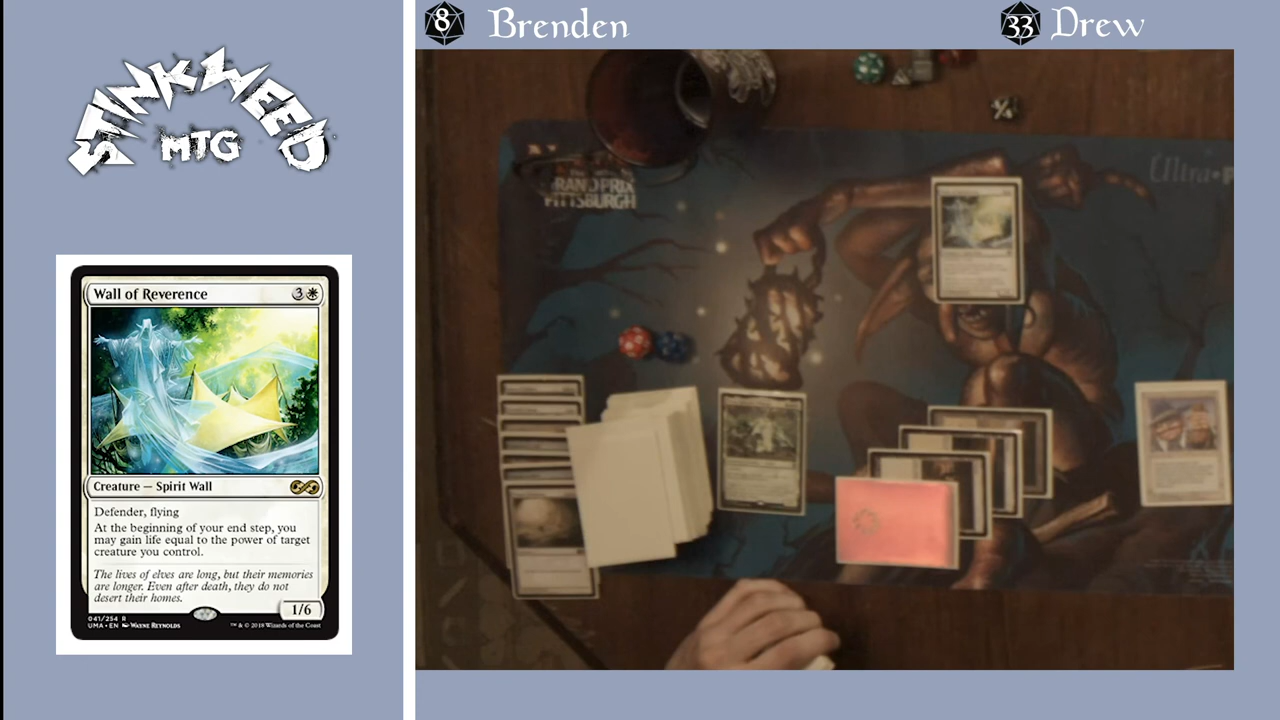 STINKWEED
MTG
8 Brenden
33 Drew
Wall of Reverence 3
Creature — Spirit Wall
Defender, flying
At the beginning of your end step, you
may gain life equal to the power of target
creature you control.
The lives of elves are long, but their memories
are longer. Even after death, they do not
desert their homes.
1/6
041/254 R
UMA • EN WAYNE REYNOLDS
™ & © 2018 Wizards of the Coast
GRAND PRIX
PITTSBURGH
Ultra